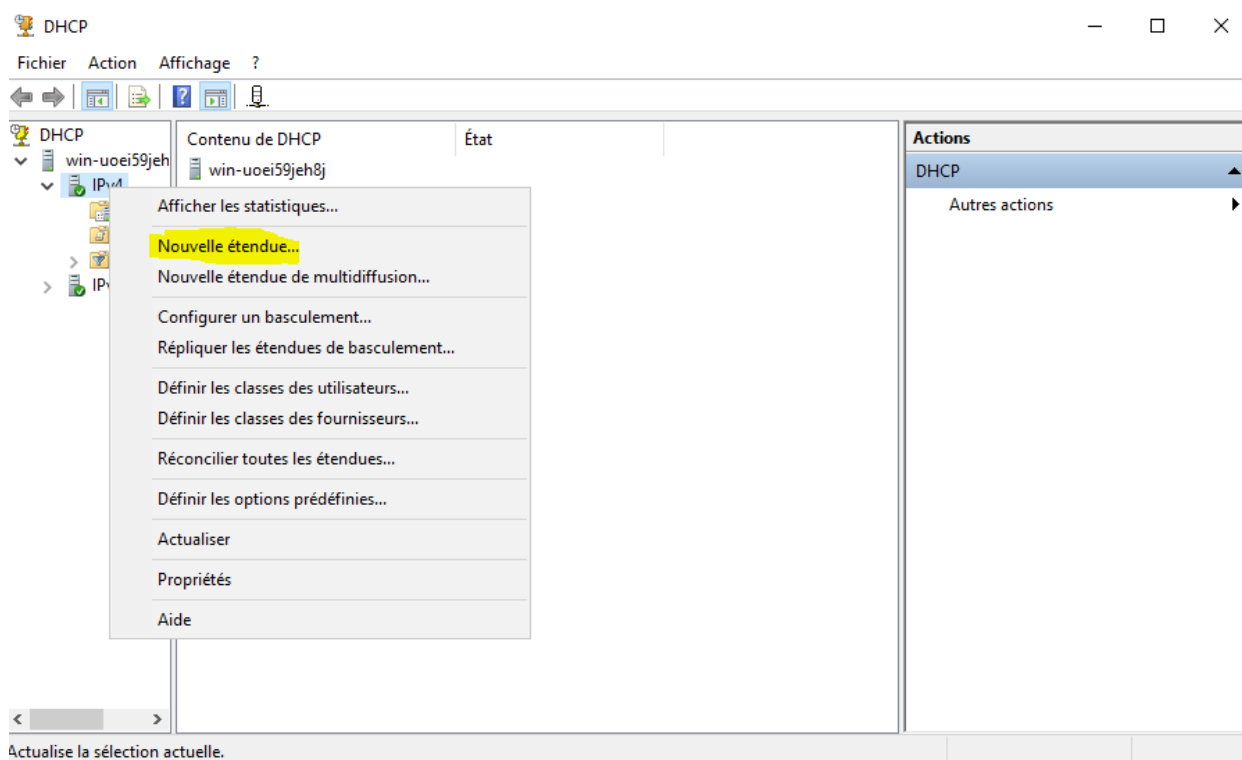 DHCP
Fichier Action Affichage ?
DHCP
win-uoei59jeh
IPv4
IPv
Contenu de DHCP État
win-uoei59jeh8j
Afficher les statistiques...
Nouvelle étendue...
Nouvelle étendue de multidiffusion...
Configurer un basculement...
Répliquer les étendues de basculement...
Définir les classes des utilisateurs...
Définir les classes des fournisseurs...
Réconcilier toutes les étendues...
Définir les options prédéfinies...
Actualiser
Propriétés
Aide
Actions
DHCP
Autres actions
Actualise la sélection actuelle.